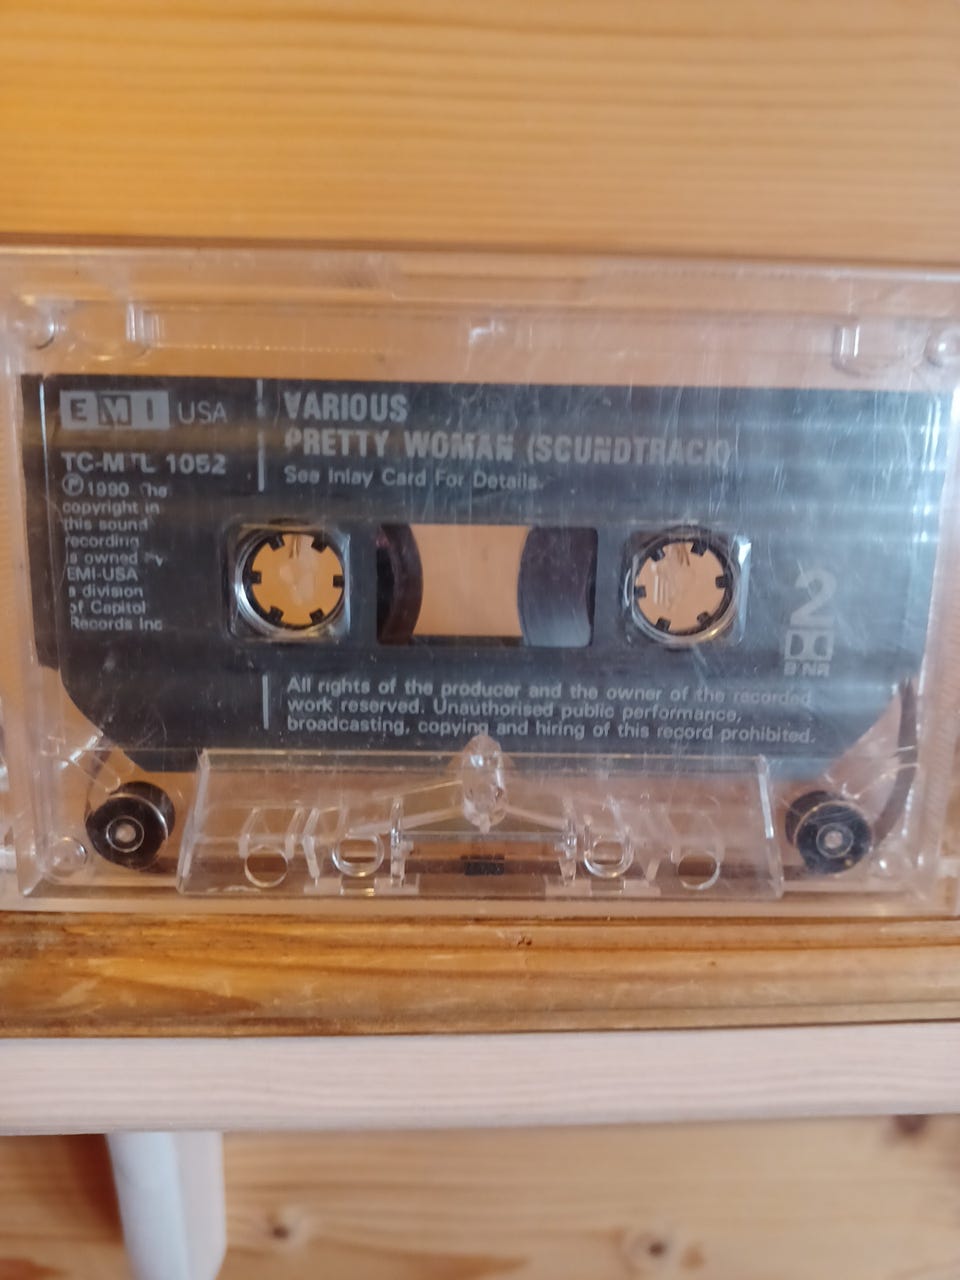 EMI USA
TC-MTL 1052
Ⓟ 1990 The
copyright in
this sound
recording
is owned by
EMI-USA
a division
of Capitol
Records Inc
VARIOUS
PRETTY WOMAN (SOUNDTRACK)
See Inlay Card For Details.
2
B NR
All rights of the producer and the owner of the recorded
work reserved. Unauthorised public performance,
broadcasting, copying and hiring of this record prohibited.